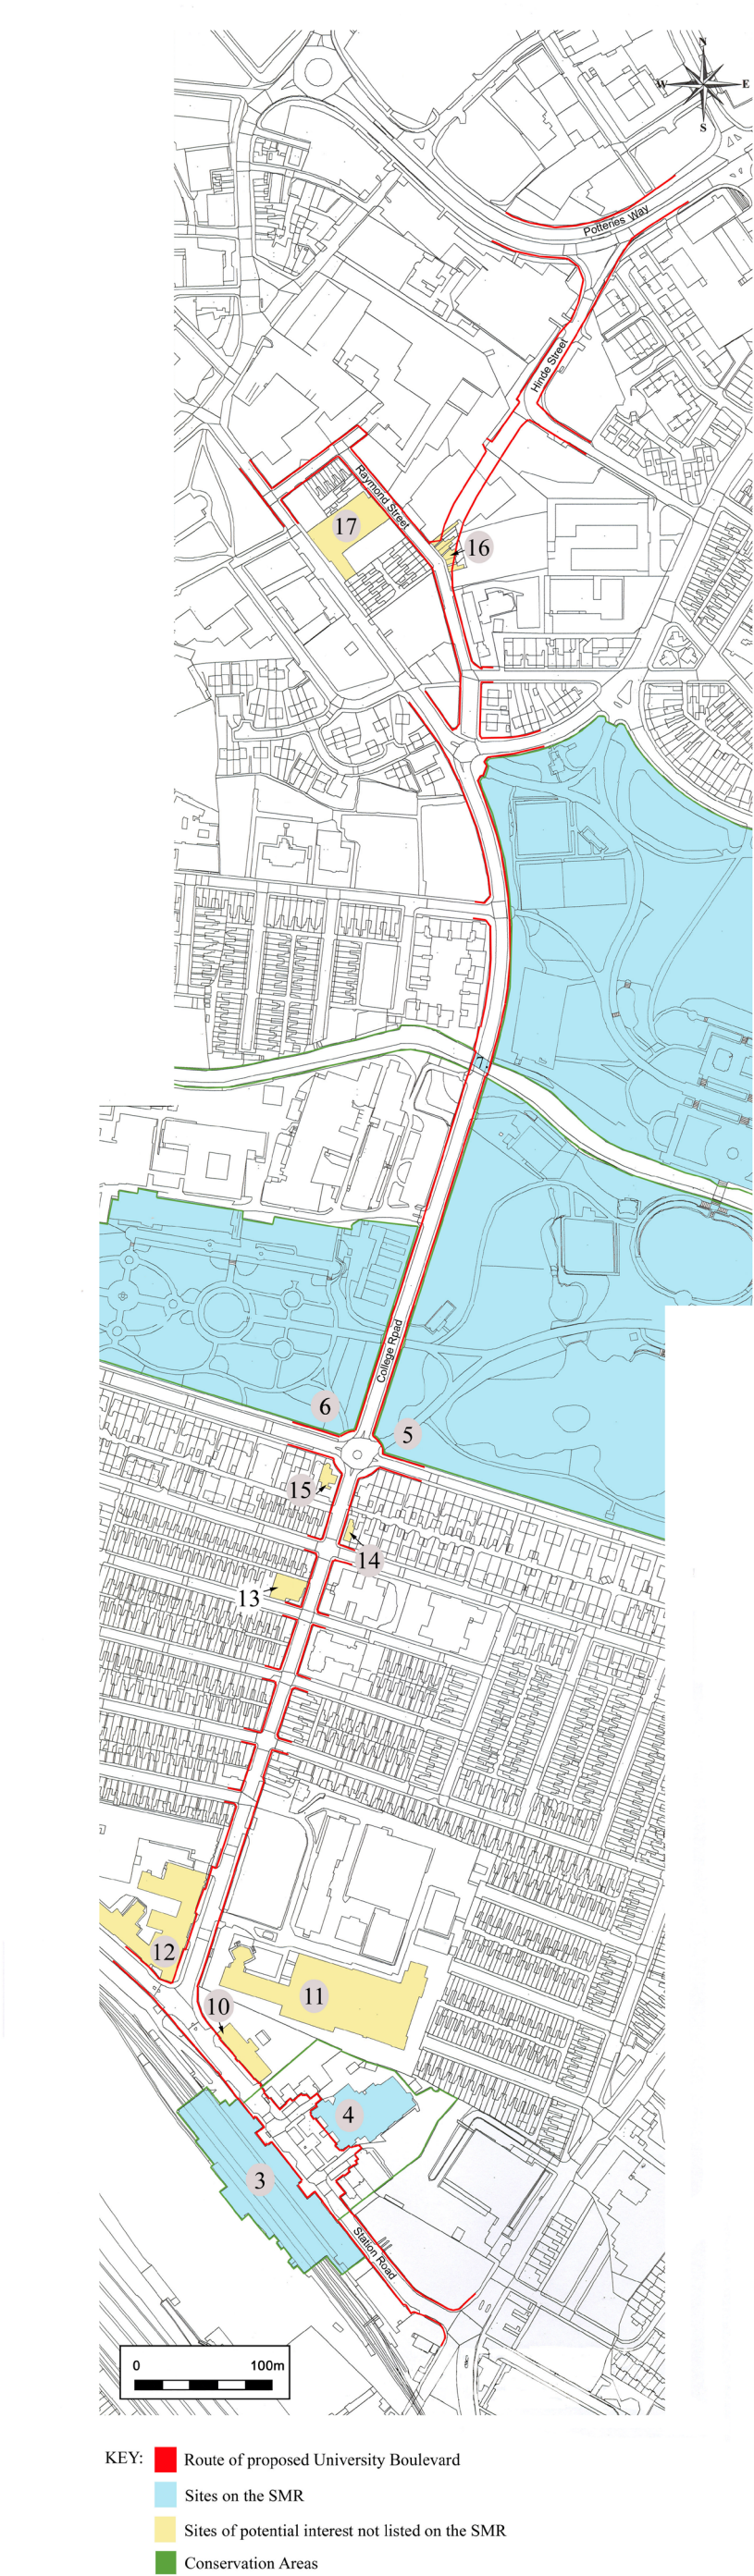 N
W E
S
Potteries Way
Hinde Street
Raymond Street
17
16
7.
College Rpad
6
5
15
14
13
12
11
10
4
3
Station Road
0 100m
KEY:
Route of proposed University Boulevard
Sites on the SMR
Sites of potential interest not listed on the SMR
Conservation Areas